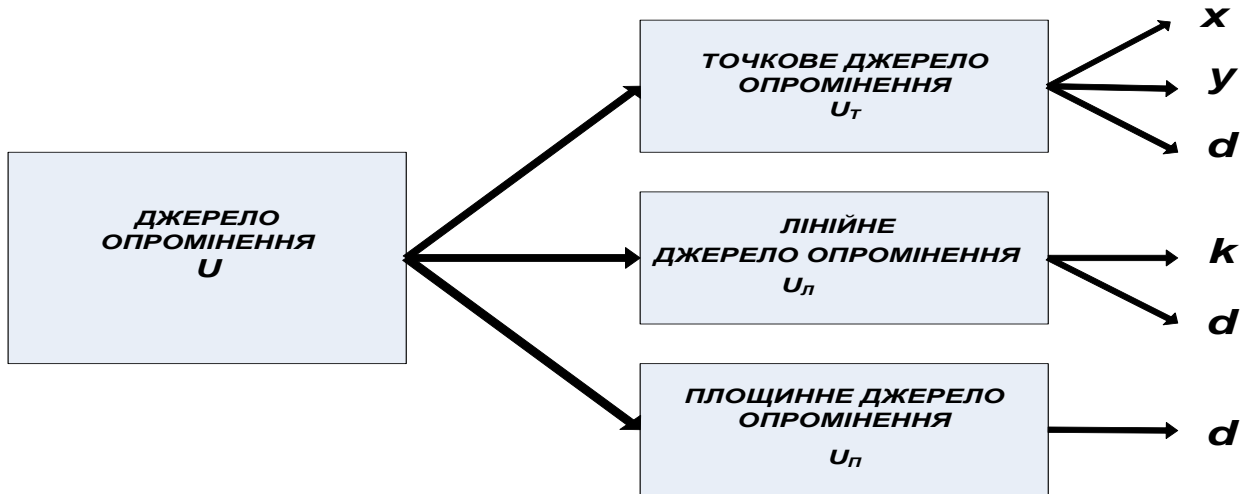 ДЖЕРЕЛО
ОПРОМІНЕННЯ
U
ТОЧКОВЕ ДЖЕРЕЛО
ОПРОМІНЕННЯ
UТ
x
y
d
ЛІНІЙНЕ
ДЖЕРЕЛО ОПРОМІНЕННЯ
UЛ
k
d
ПЛОЩИННЕ ДЖЕРЕЛО
ОПРОМІНЕННЯ
UП
d